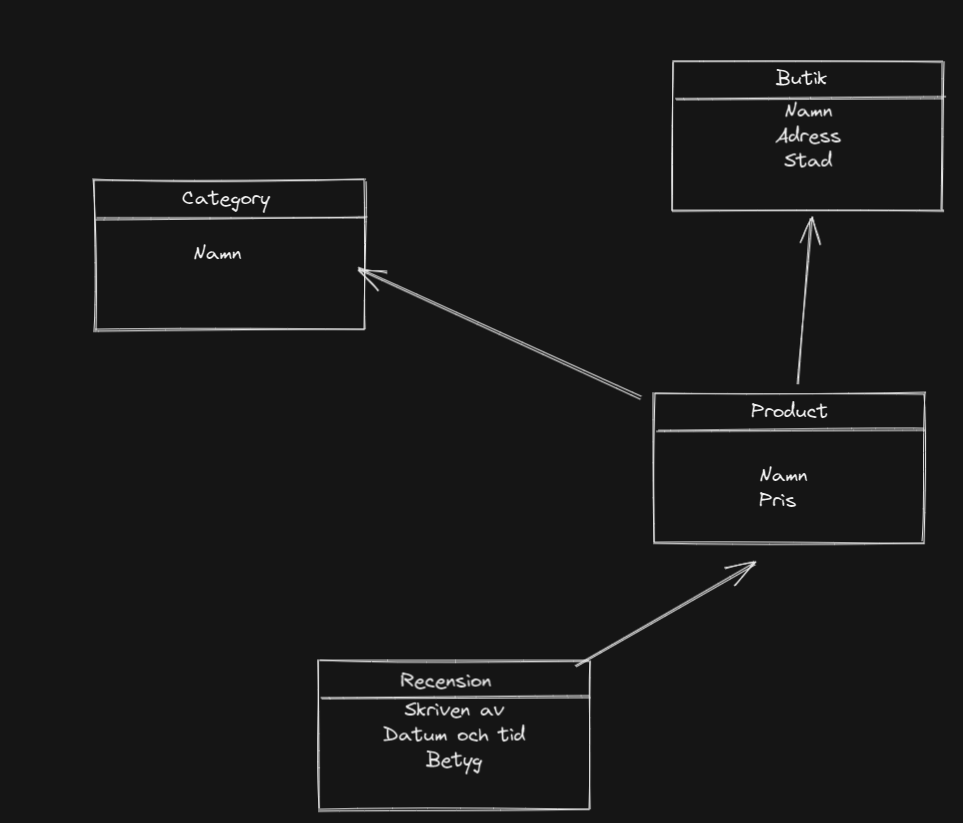 Butik
Namn
Adress
Stad
Category
Namn
Product
Namn
Pris
Recension
Skriven av
Datum och tid
Betyg